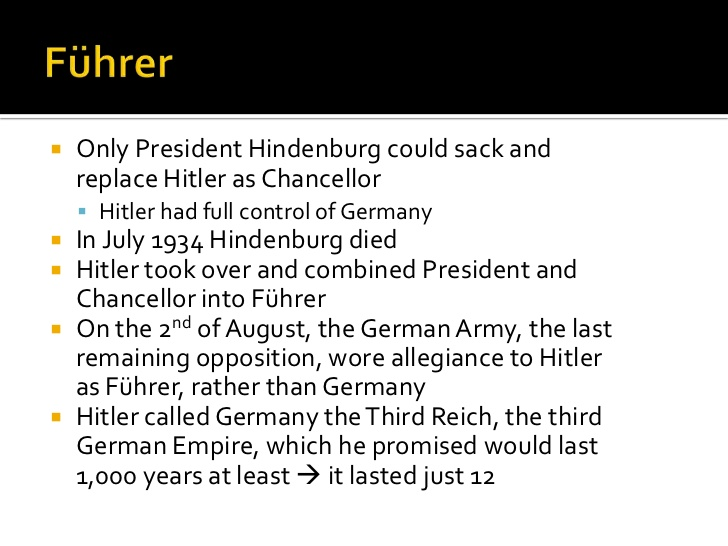 Führer
Only President Hindenburg could sack and
replace Hitler as Chancellor
Hitler had full control of Germany
In July 1934 Hindenburg died
Hitler took over and combined President and
Chancellor into Führer
On the 2nd of August, the German Army, the last
remaining opposition, wore allegiance to Hitler
as Führer, rather than Germany
Hitler called Germany the Third Reich, the third
German Empire, which he promised would last
1,000 years at least → it lasted just 12